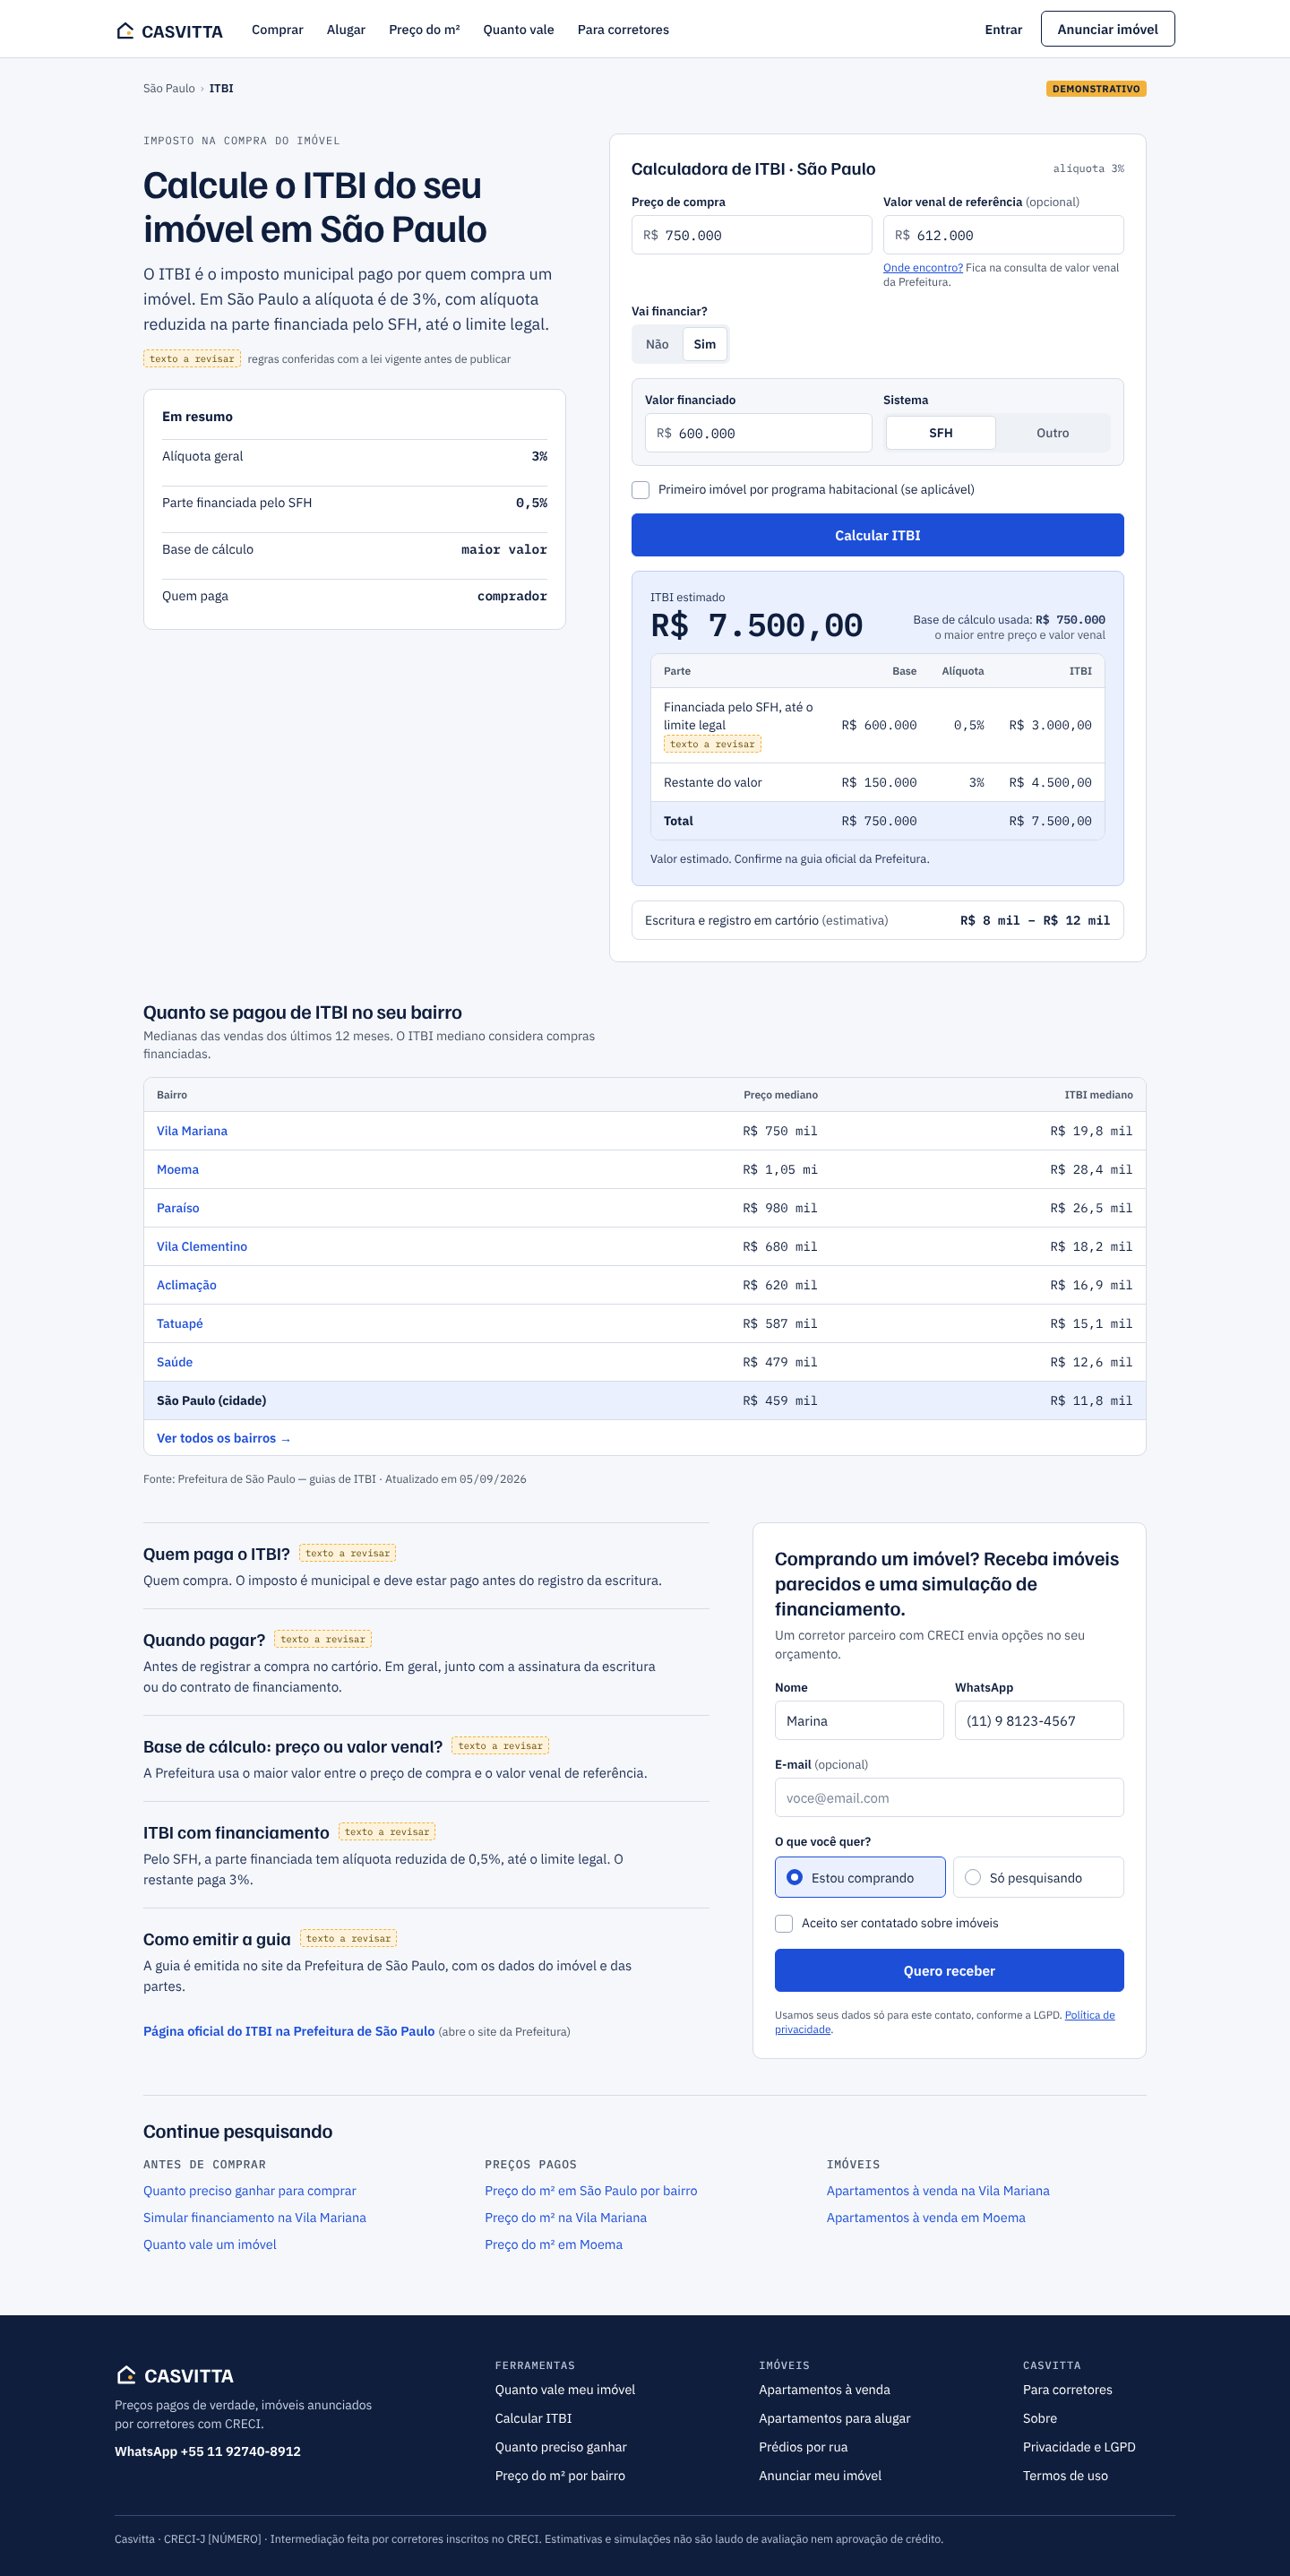 CASVITTA Comprar Alugar Preço do m² Quanto vale Para corretores Entrar Anunciar imóvel
São Paulo › ITBI
DEMONSTRATIVO
IMPOSTO NA COMPRA DO IMÓVEL
Calcule o ITBI do seu
imóvel em São Paulo
O ITBI é o imposto municipal pago por quem compra um
imóvel. Em São Paulo a alíquota é de 3%, com alíquota
reduzida na parte financiada pelo SFH, até o limite legal.
texto a revisar regras conferidas com a lei vigente antes de publicar
Em resumo
Alíquota geral 3%
Parte financiada pelo SFH 0,5%
Base de cálculo maior valor
Quem paga comprador
Calculadora de ITBI · São Paulo alíquota 3%
Preço de compra Valor venal de referência (opcional)
R$ 750.000 R$ 612.000
Onde encontro? Fica na consulta de valor venal
da Prefeitura.
Vai financiar?
Não Sim
Valor financiado Sistema
R$ 600.000 SFH Outro
Primeiro imóvel por programa habitacional (se aplicável)
Calcular ITBI
ITBI estimado
R$ 7.500,00 Base de cálculo usada: R$ 750.000
o maior entre preço e valor venal
Parte Base Alíquota ITBI
Financiada pelo SFH, até o
limite legal R$ 600.000 0,5% R$ 3.000,00
texto a revisar
Restante do valor R$ 150.000 3% R$ 4.500,00
Total R$ 750.000 R$ 7.500,00
Valor estimado. Confirme na guia oficial da Prefeitura.
Escritura e registro em cartório (estimativa) R$ 8 mil – R$ 12 mil
Quanto se pagou de ITBI no seu bairro
Medianas das vendas dos últimos 12 meses. O ITBI mediano considera compras
financiadas.
Bairro Preço mediano ITBI mediano
Vila Mariana R$ 750 mil R$ 19,8 mil
Moema R$ 1,05 mi R$ 28,4 mil
Paraíso R$ 980 mil R$ 26,5 mil
Vila Clementino R$ 680 mil R$ 18,2 mil
Aclimação R$ 620 mil R$ 16,9 mil
Tatuapé R$ 587 mil R$ 15,1 mil
Saúde R$ 479 mil R$ 12,6 mil
São Paulo (cidade) R$ 459 mil R$ 11,8 mil
Ver todos os bairros →
Fonte: Prefeitura de São Paulo — guias de ITBI · Atualizado em 05/09/2026
Quem paga o ITBI? texto a revisar
Quem compra. O imposto é municipal e deve estar pago antes do registro da escritura.
Quando pagar? texto a revisar
Antes de registrar a compra no cartório. Em geral, junto com a assinatura da escritura
ou do contrato de financiamento.
Base de cálculo: preço ou valor venal? texto a revisar
A Prefeitura usa o maior valor entre o preço de compra e o valor venal de referência.
ITBI com financiamento texto a revisar
Pelo SFH, a parte financiada tem alíquota reduzida de 0,5%, até o limite legal. O
restante paga 3%.
Como emitir a guia texto a revisar
A guia é emitida no site da Prefeitura de São Paulo, com os dados do imóvel e das
partes.
Página oficial do ITBI na Prefeitura de São Paulo (abre o site da Prefeitura)
Comprando um imóvel? Receba imóveis
parecidos e uma simulação de
financiamento.
Um corretor parceiro com CRECI envia opções no seu
orçamento.
Nome WhatsApp
Marina (11) 9 8123-4567
E-mail (opcional)
voce@email.com
O que você quer?
Estou comprando Só pesquisando
Aceito ser contatado sobre imóveis
Quero receber
Usamos seus dados só para este contato, conforme a LGPD. Política de
privacidade.
Continue pesquisando
ANTES DE COMPRAR
Quanto preciso ganhar para comprar
Simular financiamento na Vila Mariana
Quanto vale um imóvel
PREÇOS PAGOS
Preço do m² em São Paulo por bairro
Preço do m² na Vila Mariana
Preço do m² em Moema
IMÓVEIS
Apartamentos à venda na Vila Mariana
Apartamentos à venda em Moema
CASVITTA
Preços pagos de verdade, imóveis anunciados
por corretores com CRECI.
WhatsApp +55 11 92740-8912
FERRAMENTAS
Quanto vale meu imóvel
Calcular ITBI
Quanto preciso ganhar
Preço do m² por bairro
IMÓVEIS
Apartamentos à venda
Apartamentos para alugar
Prédios por rua
Anunciar meu imóvel
CASVITTA
Para corretores
Sobre
Privacidade e LGPD
Termos de uso
Casvitta · CRECI-J [NÚMERO] · Intermediação feita por corretores inscritos no CRECI. Estimativas e simulações não são laudo de avaliação nem aprovação de crédito.